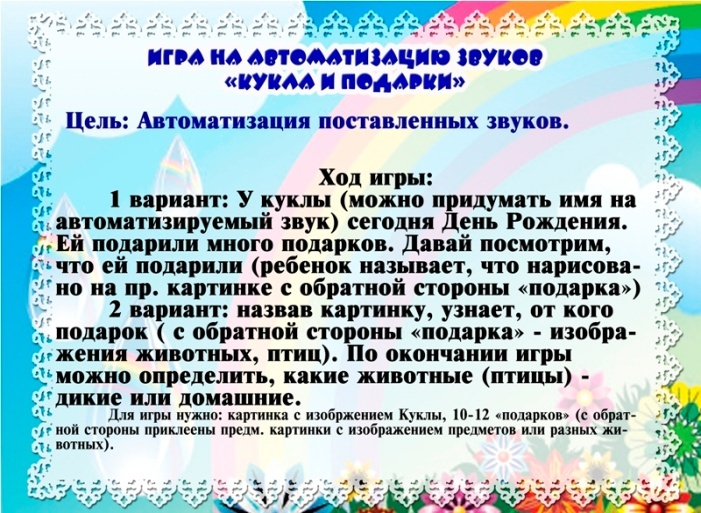 ИГРА НА АВТОМАТИЗАЦИЮ ЗВУКОВ
«КУКЛА И ПОДАРКИ»
Цель: Автоматизация поставленных звуков.
Ход игры:
1 вариант: У куклы (можно придумать имя на
автоматизируемый звук) сегодня День Рождения.
Ей подарили много подарков. Давай посмотрим,
что ей подарили (ребенок называет, что нарисова-
но на пр. картинке с обратной стороны «подарка»)
2 вариант: назвав картинку, узнает, от кого
подарок ( с обратной стороны «подарка» - изобра-
жения животных, птиц). По окончании игры
можно определить, какие животные (птицы) -
дикие или домашние.
Для игры нужно: картинка с изобржением Куклы, 10-12 «подарков» (с обрат-
ной стороны приклеены предм. картинки с изображением предметов или разных жи-
вотных).